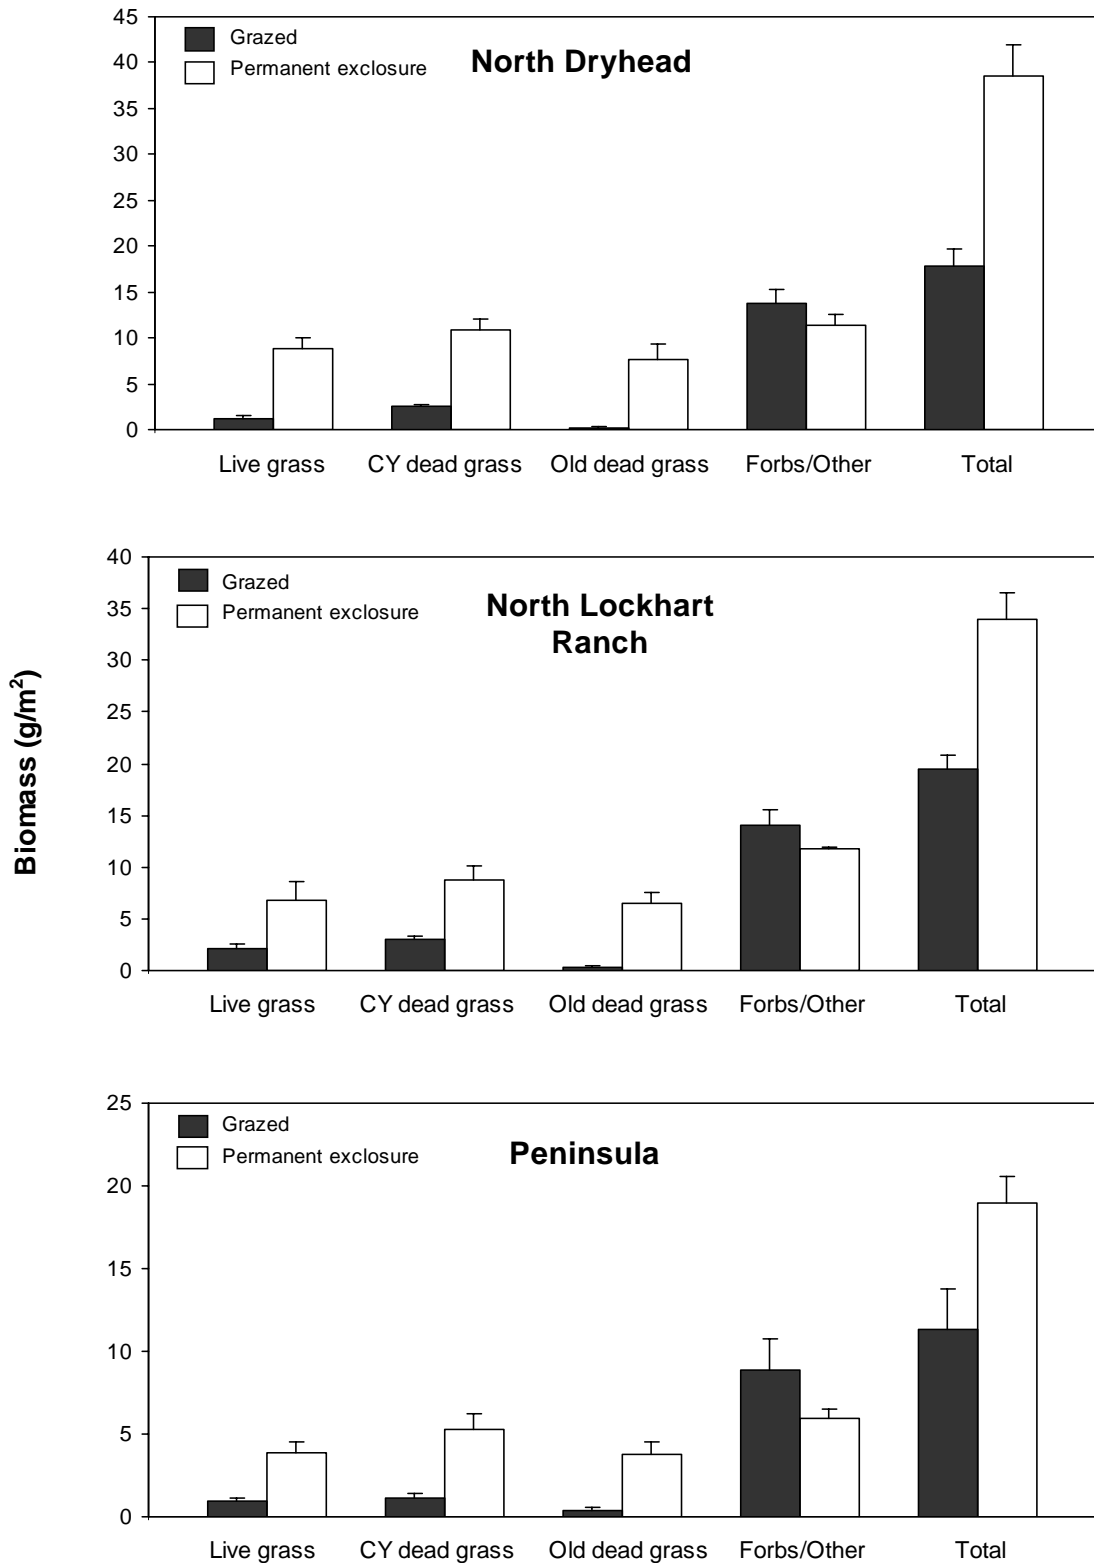 45
40
35
30
25
20
15
10
5
0
Grazed
Permanent exclosure
North Dryhead
Live grass CY dead grass Old dead grass Forbs/Other Total
Biomass (g/m²)
40
35
30
25
20
15
10
5
0
Grazed
Permanent exclosure
North Lockhart
Ranch
Live grass CY dead grass Old dead grass Forbs/Other Total
25
20
15
10
5
0
Grazed
Permanent exclosure
Peninsula
Live grass CY dead grass Old dead grass Forbs/Other Total